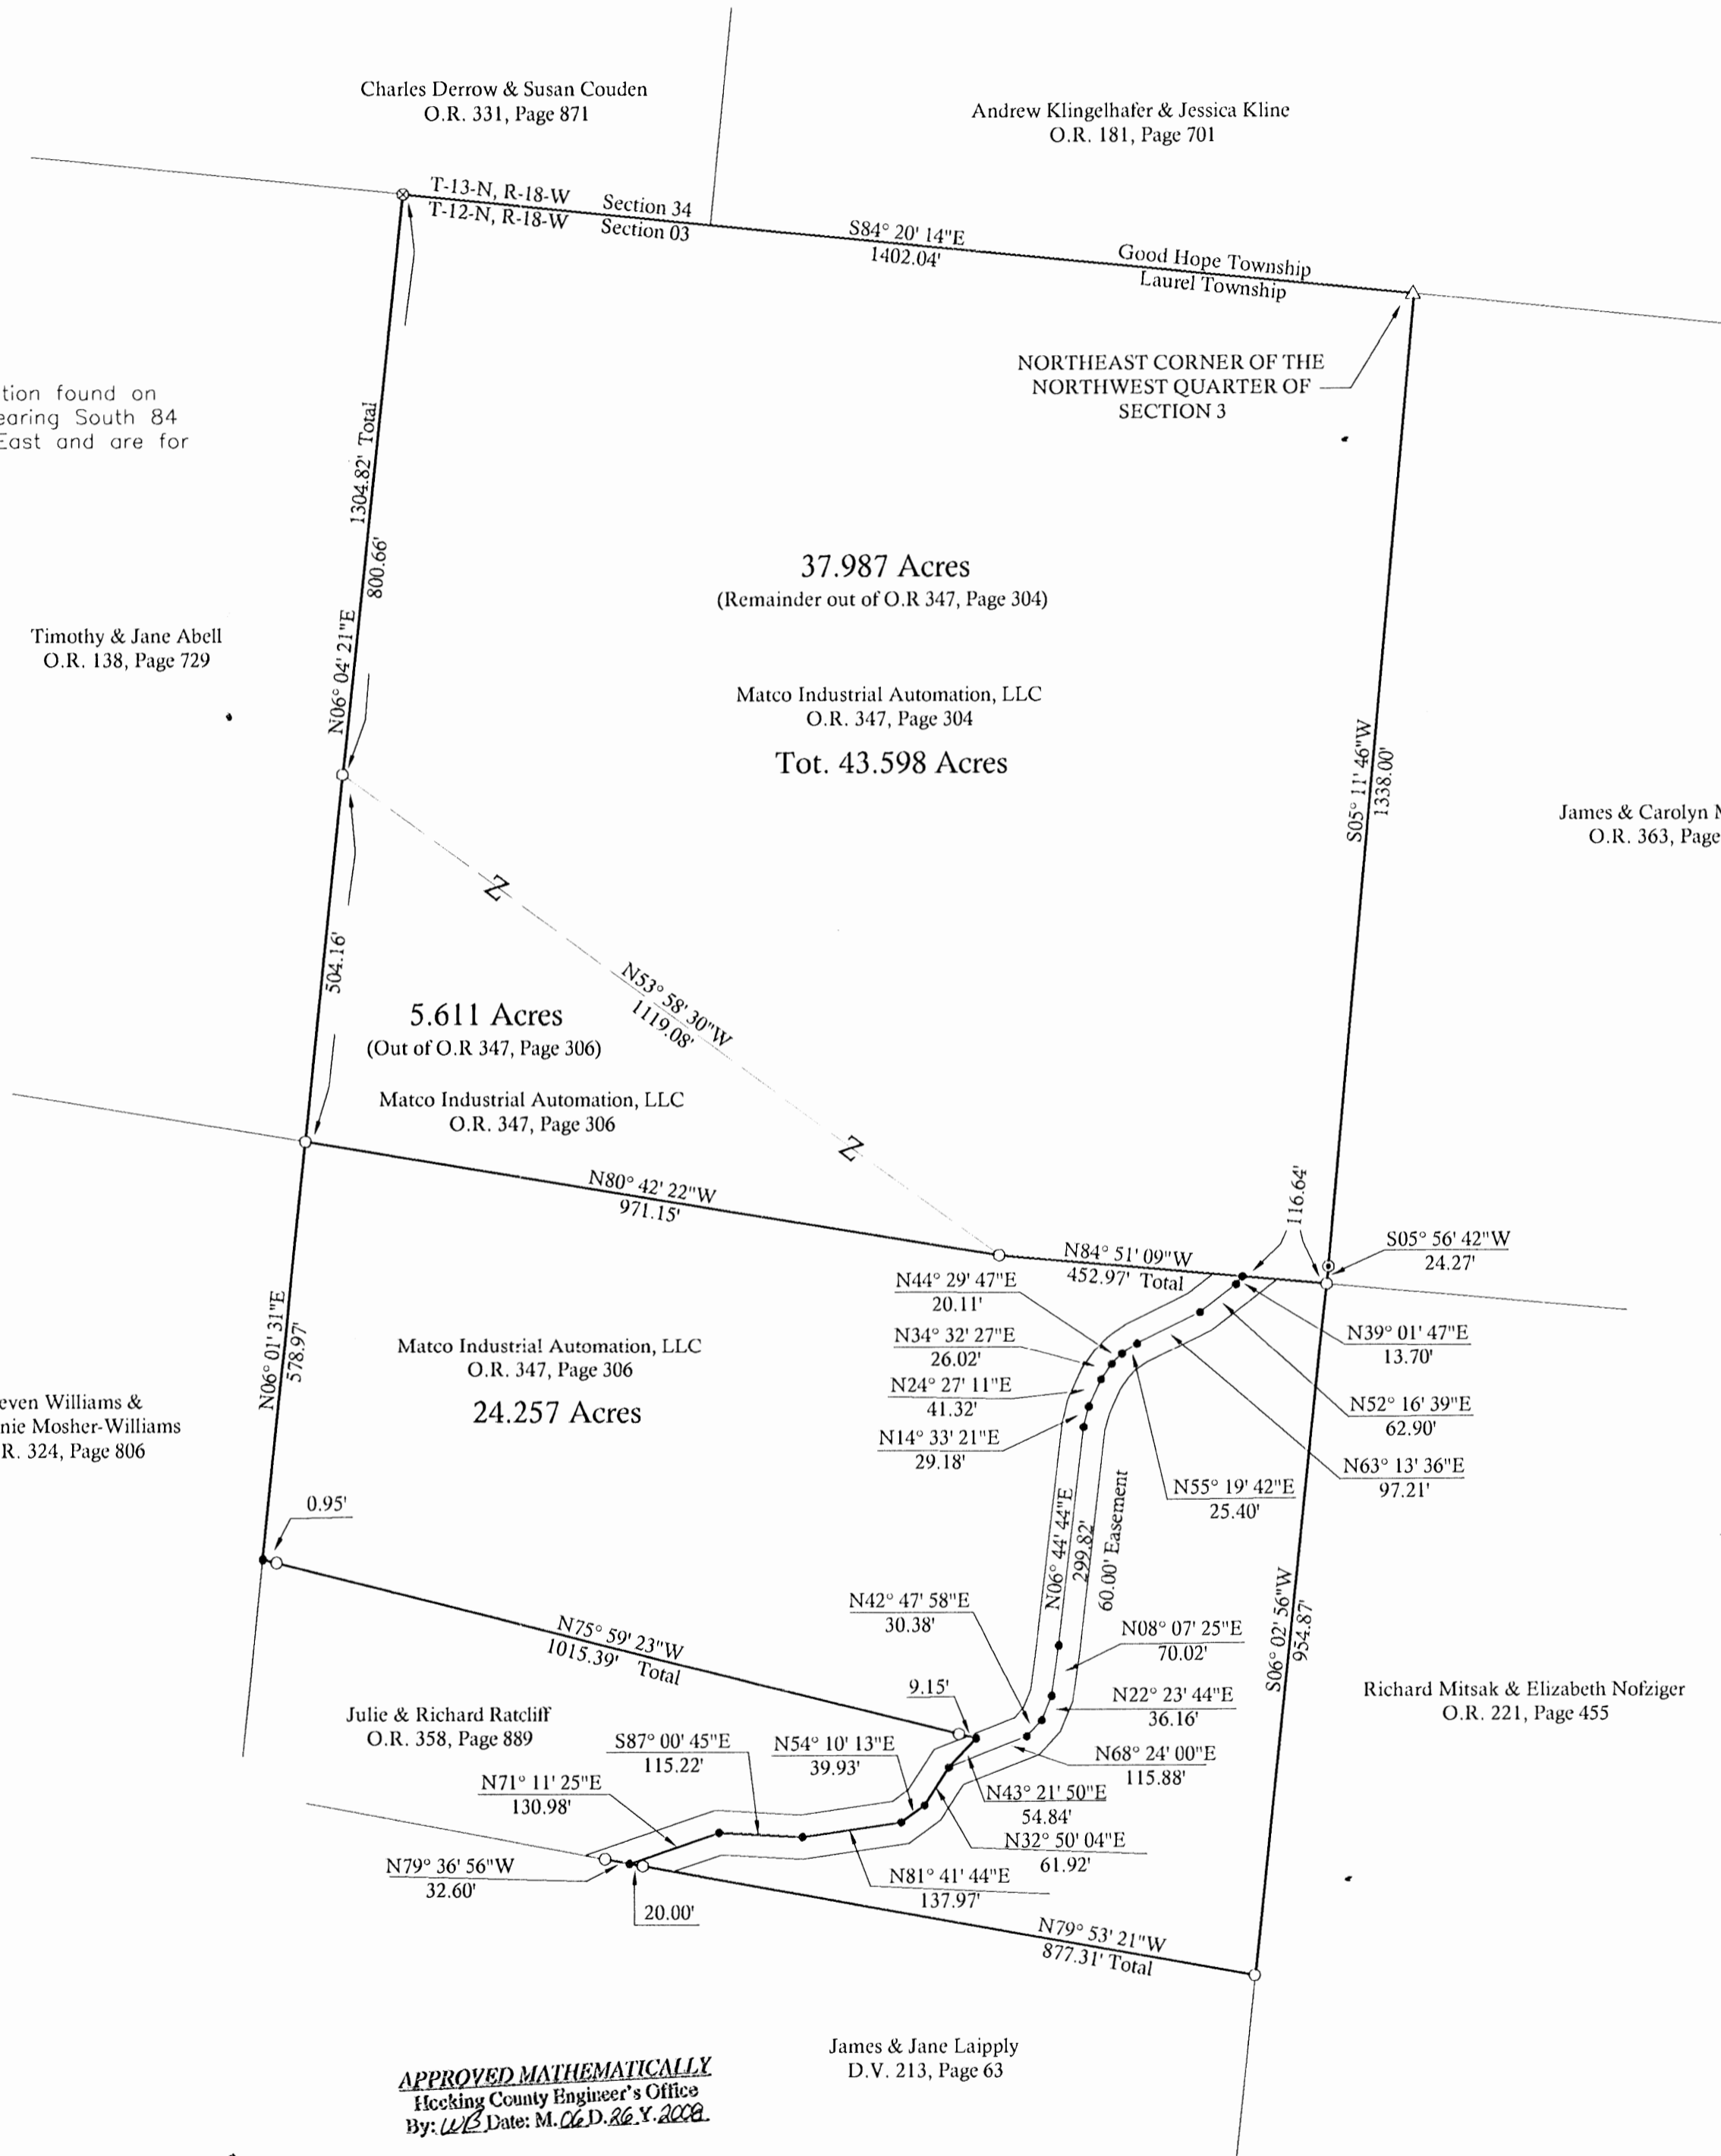 Charles Derrow & Susan Couden
O.R. 331, Page 871
Andrew Klingelhafer & Jessica Kline
O.R. 181, Page 701
T-13-N, R-18-W
Section 34
T-12-N, R-18-W
Section 03
S84° 20' 14"E
1402.04'
Good Hope Township
Laurel Township
NORTHEAST CORNER OF THE
NORTHWEST QUARTER OF
SECTION 3
tion found on
earing South 84
East and are for
1304.82' Total
800.66'
N06° 04' 21"E
37.987 Acres
(Remainder out of O.R 347, Page 304)
Timothy & Jane Abell
O.R. 138, Page 729
Matco Industrial Automation, LLC
O.R. 347, Page 304
Tot. 43.598 Acres
S05° 11' 46"W
1338.00'
James & Carolyn
O.R. 363, Page
Z
504.16'
N53° 58' 30"W
1119.08'
5.611 Acres
(Out of O.R 347, Page 306)
Matco Industrial Automation, LLC
O.R. 347, Page 306
Z
N80° 42' 22"W
971.15'
116.64'
N84° 51' 09"W
452.97' Total
S05° 56' 42"W
24.27'
N44° 29' 47"E
20.11'
N34° 32' 27"E
26.02'
N24° 27' 11"E
41.32'
N14° 33' 21"E
29.18'
N39° 01' 47"E
13.70'
N52° 16' 39"E
62.90'
N63° 13' 36"E
97.21'
N55° 19' 42"E
25.40'
N06° 01' 31"E
578.97'
Matco Industrial Automation, LLC
O.R. 347, Page 306
24.257 Acres
even Williams &
nie Mosher-Williams
R. 324, Page 806
0.95'
N06° 44' 44"E
299.82'
60.00' Easement
N42° 47' 58"E
30.38'
N08° 07' 25"E
70.02'
S06° 02' 56"W
954.87'
N75° 59' 23"W
1015.39' Total
9.15'
N22° 23' 44"E
36.16'
Richard Mitsak & Elizabeth Nofziger
O.R. 221, Page 455
Julie & Richard Ratcliff
O.R. 358, Page 889
S87° 00' 45"E
115.22'
N54° 10' 13"E
39.93'
N68° 24' 00"E
115.88'
N71° 11' 25"E
130.98'
N43° 21' 50"E
54.84'
N32° 50' 04"E
61.92'
N79° 36' 56"W
32.60'
N81° 41' 44"E
137.97'
20.00'
N79° 53' 21"W
877.31' Total
James & Jane Laipply
D.V. 213, Page 63
APPROVED MATHEMATICALLY
Hocking County Engineer's Office
By: WB Date: M. 06 D. 26 Y. 2008